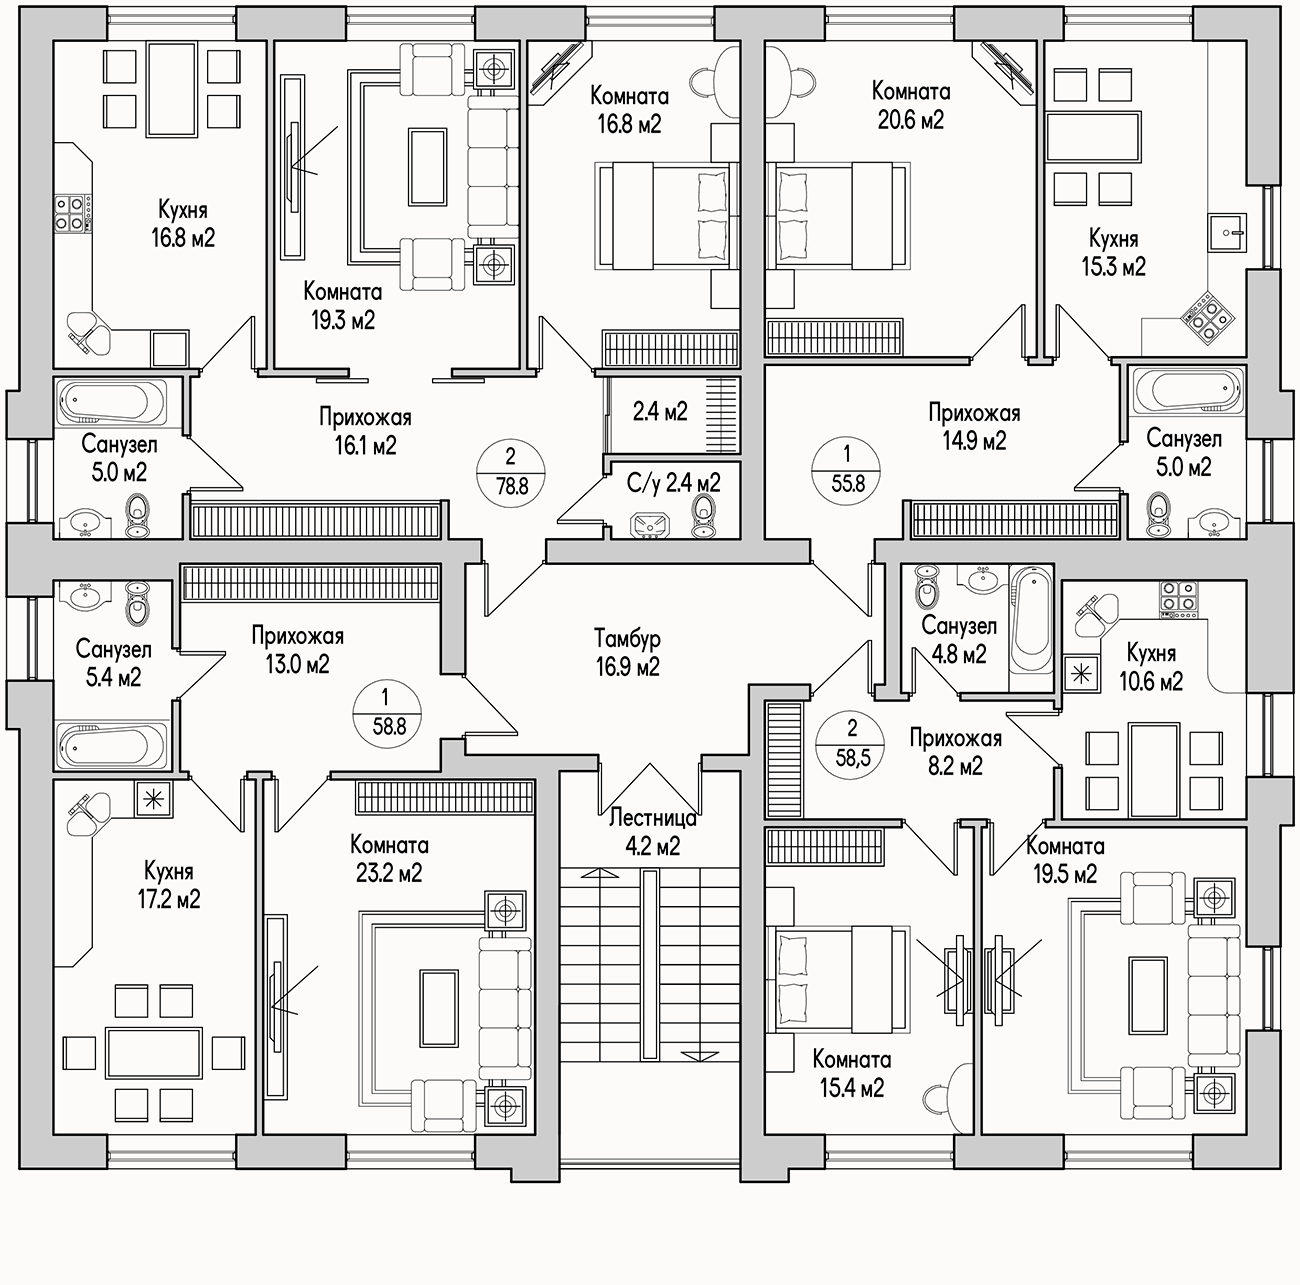 Кухня
16.8 м2
Комната
19.3 м2
Комната
16.8 м2
Комната
20.6 м2
Кухня
15.3 м2
Прихожая
16.1 м2
2.4 м2
Санузел
5.0 м2
2
78.8
С/у 2.4 м2
Прихожая
14.9 м2
1
55.8
Санузел
5.0 м2
Санузел
5.4 м2
Прихожая
13.0 м2
1
58.8
Тамбур
16.9 м2
Санузел
4.8 м2
Кухня
10.6 м2
2
58,5
Прихожая
8.2 м2
Кухня
17.2 м2
Комната
23.2 м2
Лестница
4.2 м2
Комната
15.4 м2
Комната
19.5 м2